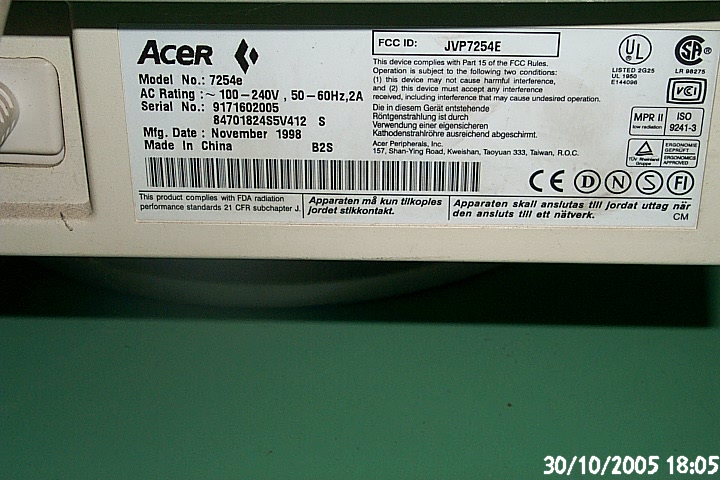 ACER
Model No.: 7254e
AC Rating :~ 100-240V , 50-60Hz,2A
Serial No.: 9171602005
84701824S5V412 S
Mfg. Date : November 1998
Made In China B2S
FCC ID: JVP7254E
This device complies with Part 15 of the FCC Rules.
Operation is subject to the following two conditions:
(1) this device may not cause harmful interference,
and (2) this device must accept any interference
received, including interference that may cause undesired operation.
Die in diesem Gerät entstehende
Röntgenstrahlung ist durch
Verwendung einer eigensicheren
Kathodenstrahlröhre ausreichend abgeschirmt.
Acer Peripherals, Inc.
157, Shan-Ying Road, Kweishan, Taoyuan 333, Taiwan, R.O.C.
UL
LISTED 2G25
UL 1950
E144096
SA
LR 98275
VCI
MPR II
low radiation
ISO
9241-3
TÜV Rheinland
ERGONOMIE
GEPRÜFT
ERGONOMICS
APPROVED
CE D N S FI
This product complies with FDA radiation
performance standards 21 CFR subchapter J.
Apparaten må kun tilkoples
jordet stikkontakt.
Apparaten skall anslutas till jordat uttag när
den ansluts till ett nätverk.
CM
30/10/2005 18:05